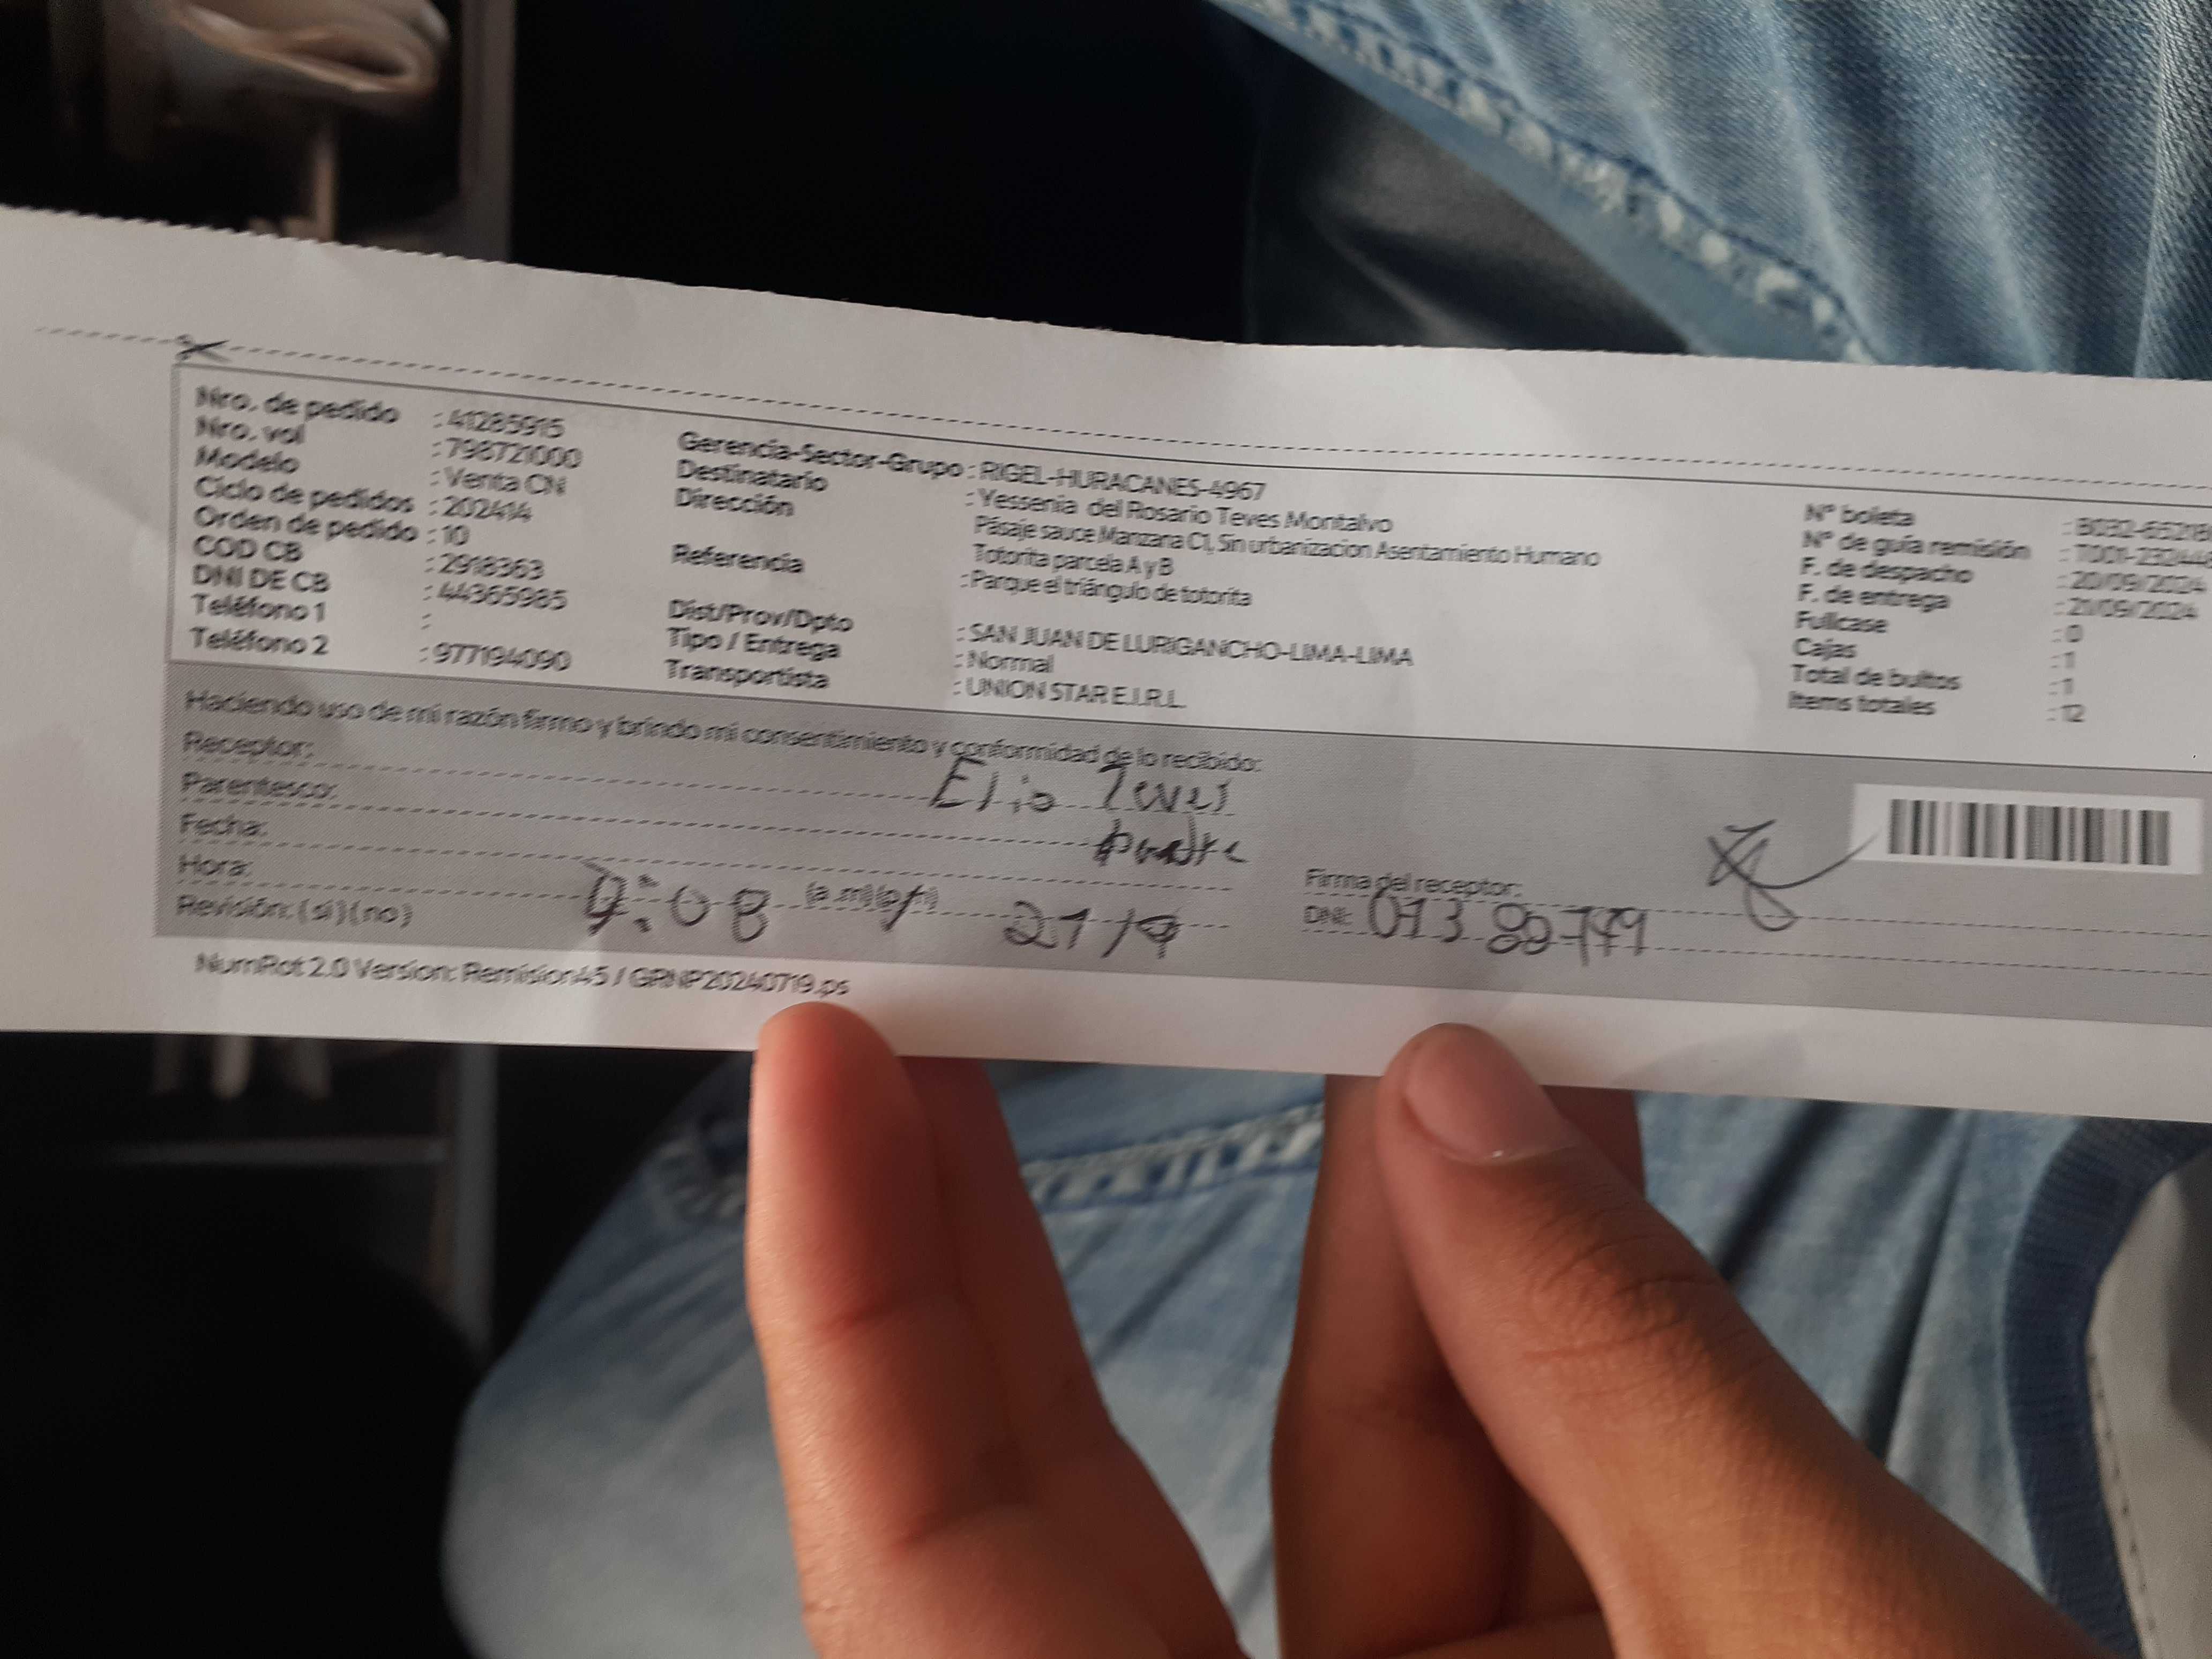 Nro. de pedido : 41285915
Nro. vol : 798721000
Modelo : Venta CN
Ciclo de pedidos : 202414
Orden de pedido : 10
COD CB : 2918363
DNI DE CB : 44365985
Teléfono 1 :
Teléfono 2 : 977194090
Gerencia-Sector-Grupo : RIGEL-HURACANES-4967
Destinatario : Yessenia del Rosario Teves Montalvo
Dirección Pásaje sauce Manzana C1, Sin urbanizacion Asentamiento Humano
Totorita parcela A y B
Referencia : Parque el triángulo de totorita
Dist/Prov/Dpto : SAN JUAN DE LURIGANCHO-LIMA-LIMA
Tipo / Entrega : Normal
Transportista : UNION STAR E.I.R.L.
N° boleta
N° de guía remisión
F. de despacho : 20/09/2024
F. de entrega : 21/09/2024
Fullcase : 0
Cajas : 1
Total de bultos : 1
Items totales : 12
Haciendo uso de mi razón firmo y brindo mi consentimiento y conformidad de lo recibido:
Receptor: Elio Teves
Parentesco: padre
Fecha:
Hora: :08 21/9
Revisión: (si) (no)
Firma del receptor:
DNI:
NumRot 2.0 Version: Remision45 / GRNP20240719.ps